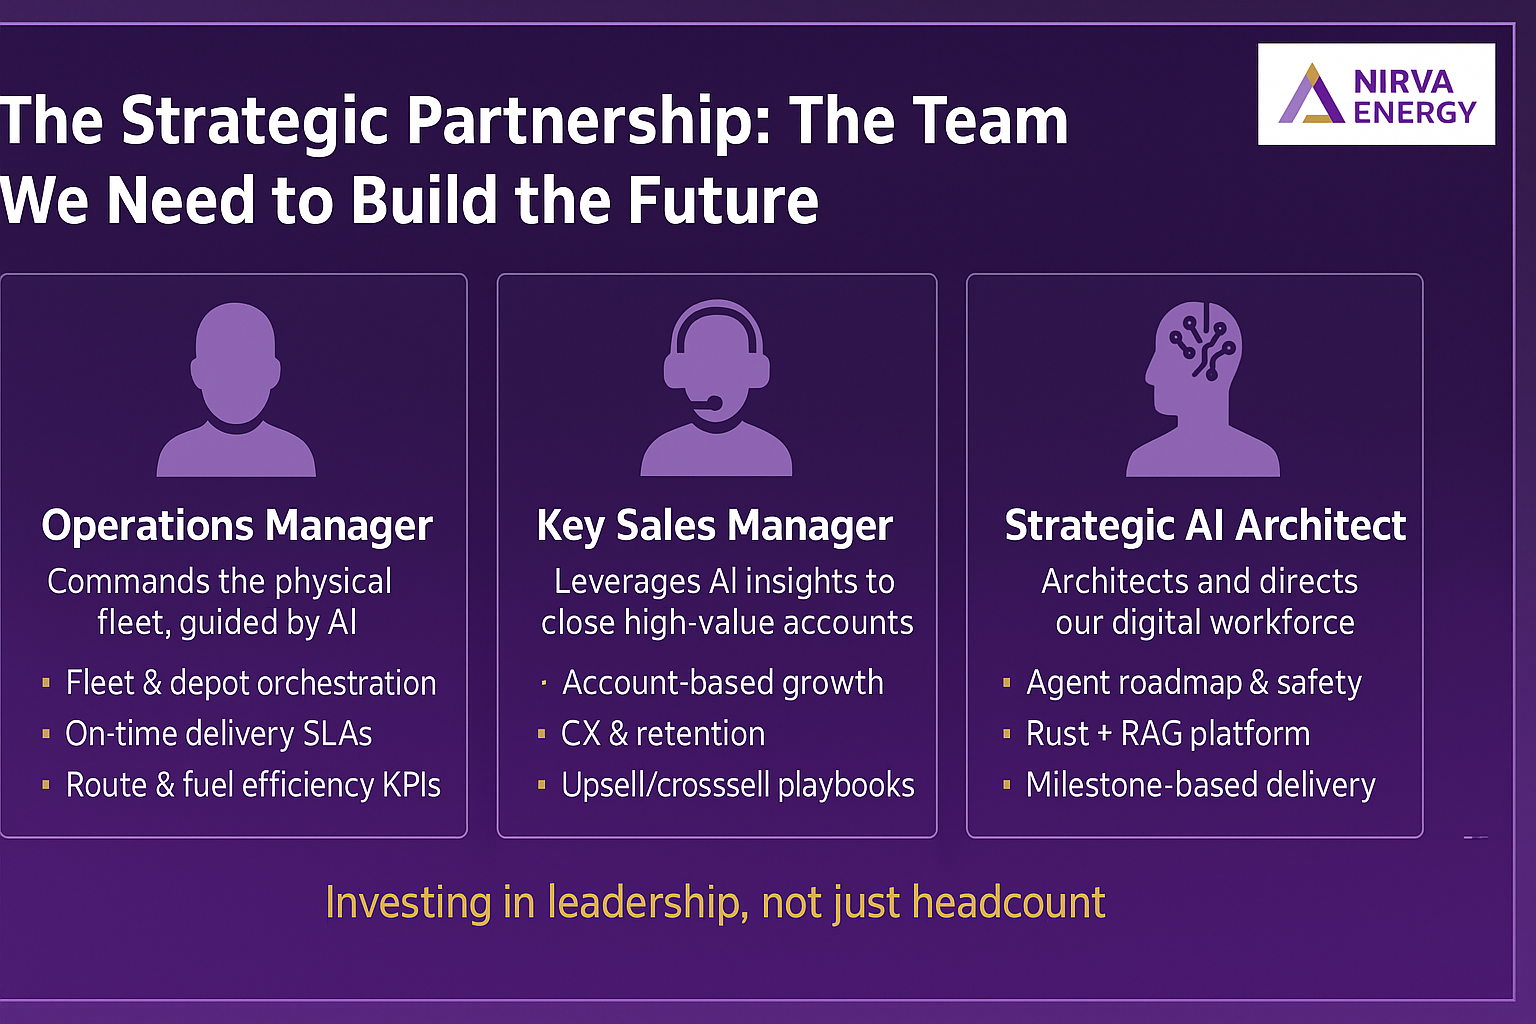 The Strategic Partnership: The Team
We Need to Build the Future
NIRVA
ENERGY
Operations Manager
Commands the physical
fleet, guided by AI
▪ Fleet & depot orchestration
▪ On-time delivery SLAs
▪ Route & fuel efficiency KPIs
Key Sales Manager
Leverages AI insights to
close high-value accounts
· Account-based growth
▪ CX & retention
▪ Upsell/crosssell playbooks
Strategic AI Architect
Architects and directs
our digital workforce
▪ Agent roadmap & safety
▪ Rust + RAG platform
▪ Milestone-based delivery
Investing in leadership, not just headcount